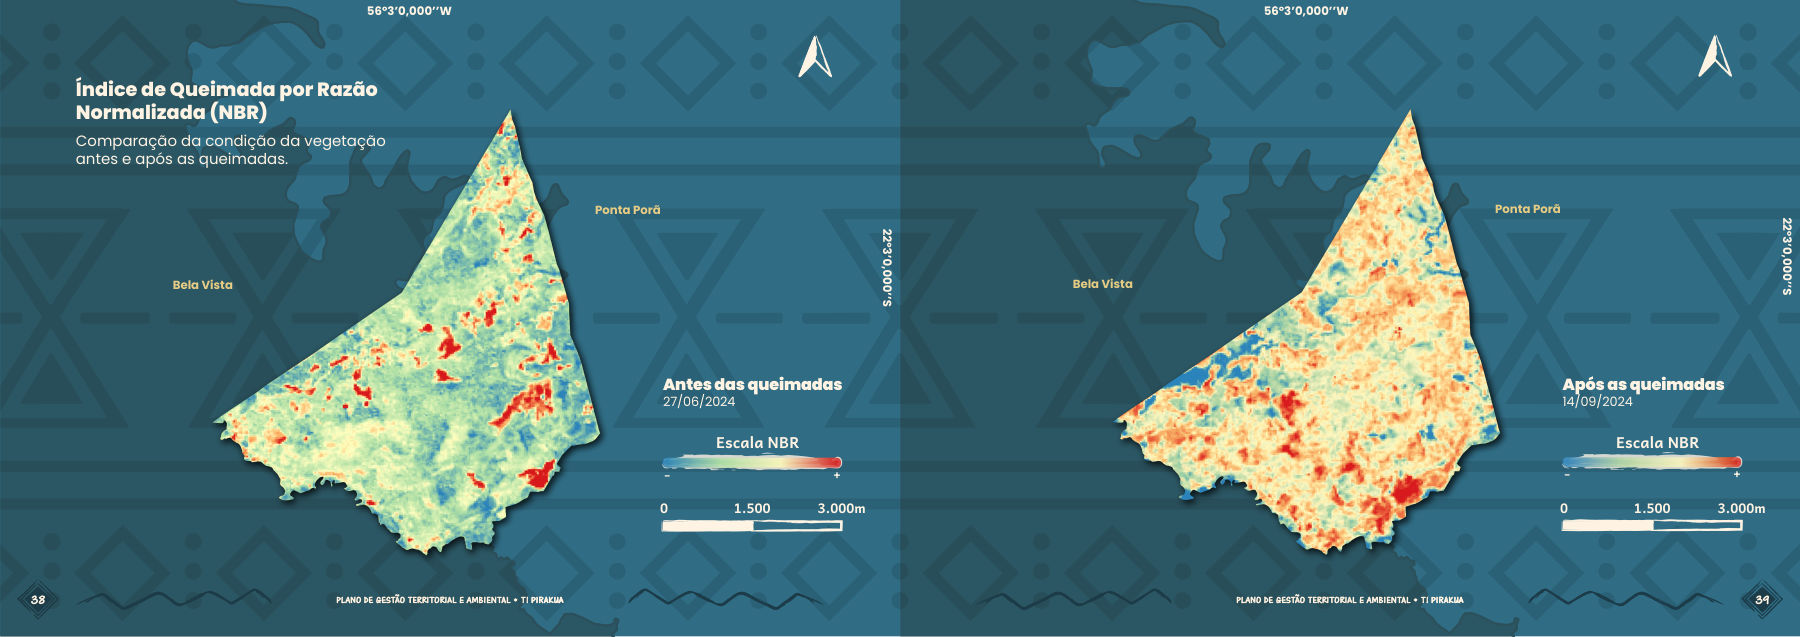 56°3'0,000''W
Índice de Queimada por Razão
Normalizada (NBR)
Comparação da condição da vegetação
antes e após as queimadas.
Ponta Porã
22°3'0,000''S
Bela Vista
Antes das queimadas
27/06/2024
Escala NBR
- +
0 1.500 3.000m
38
PLANO DE GESTÃO TERRITORIAL E AMBIENTAL • TI PIRAKUA
56°3'0,000''W
Ponta Porã
22°3'0,000''S
Bela Vista
Após as queimadas
14/09/2024
Escala NBR
- +
0 1.500 3.000m
PLANO DE GESTÃO TERRITORIAL E AMBIENTAL • TI PIRAKUA
39